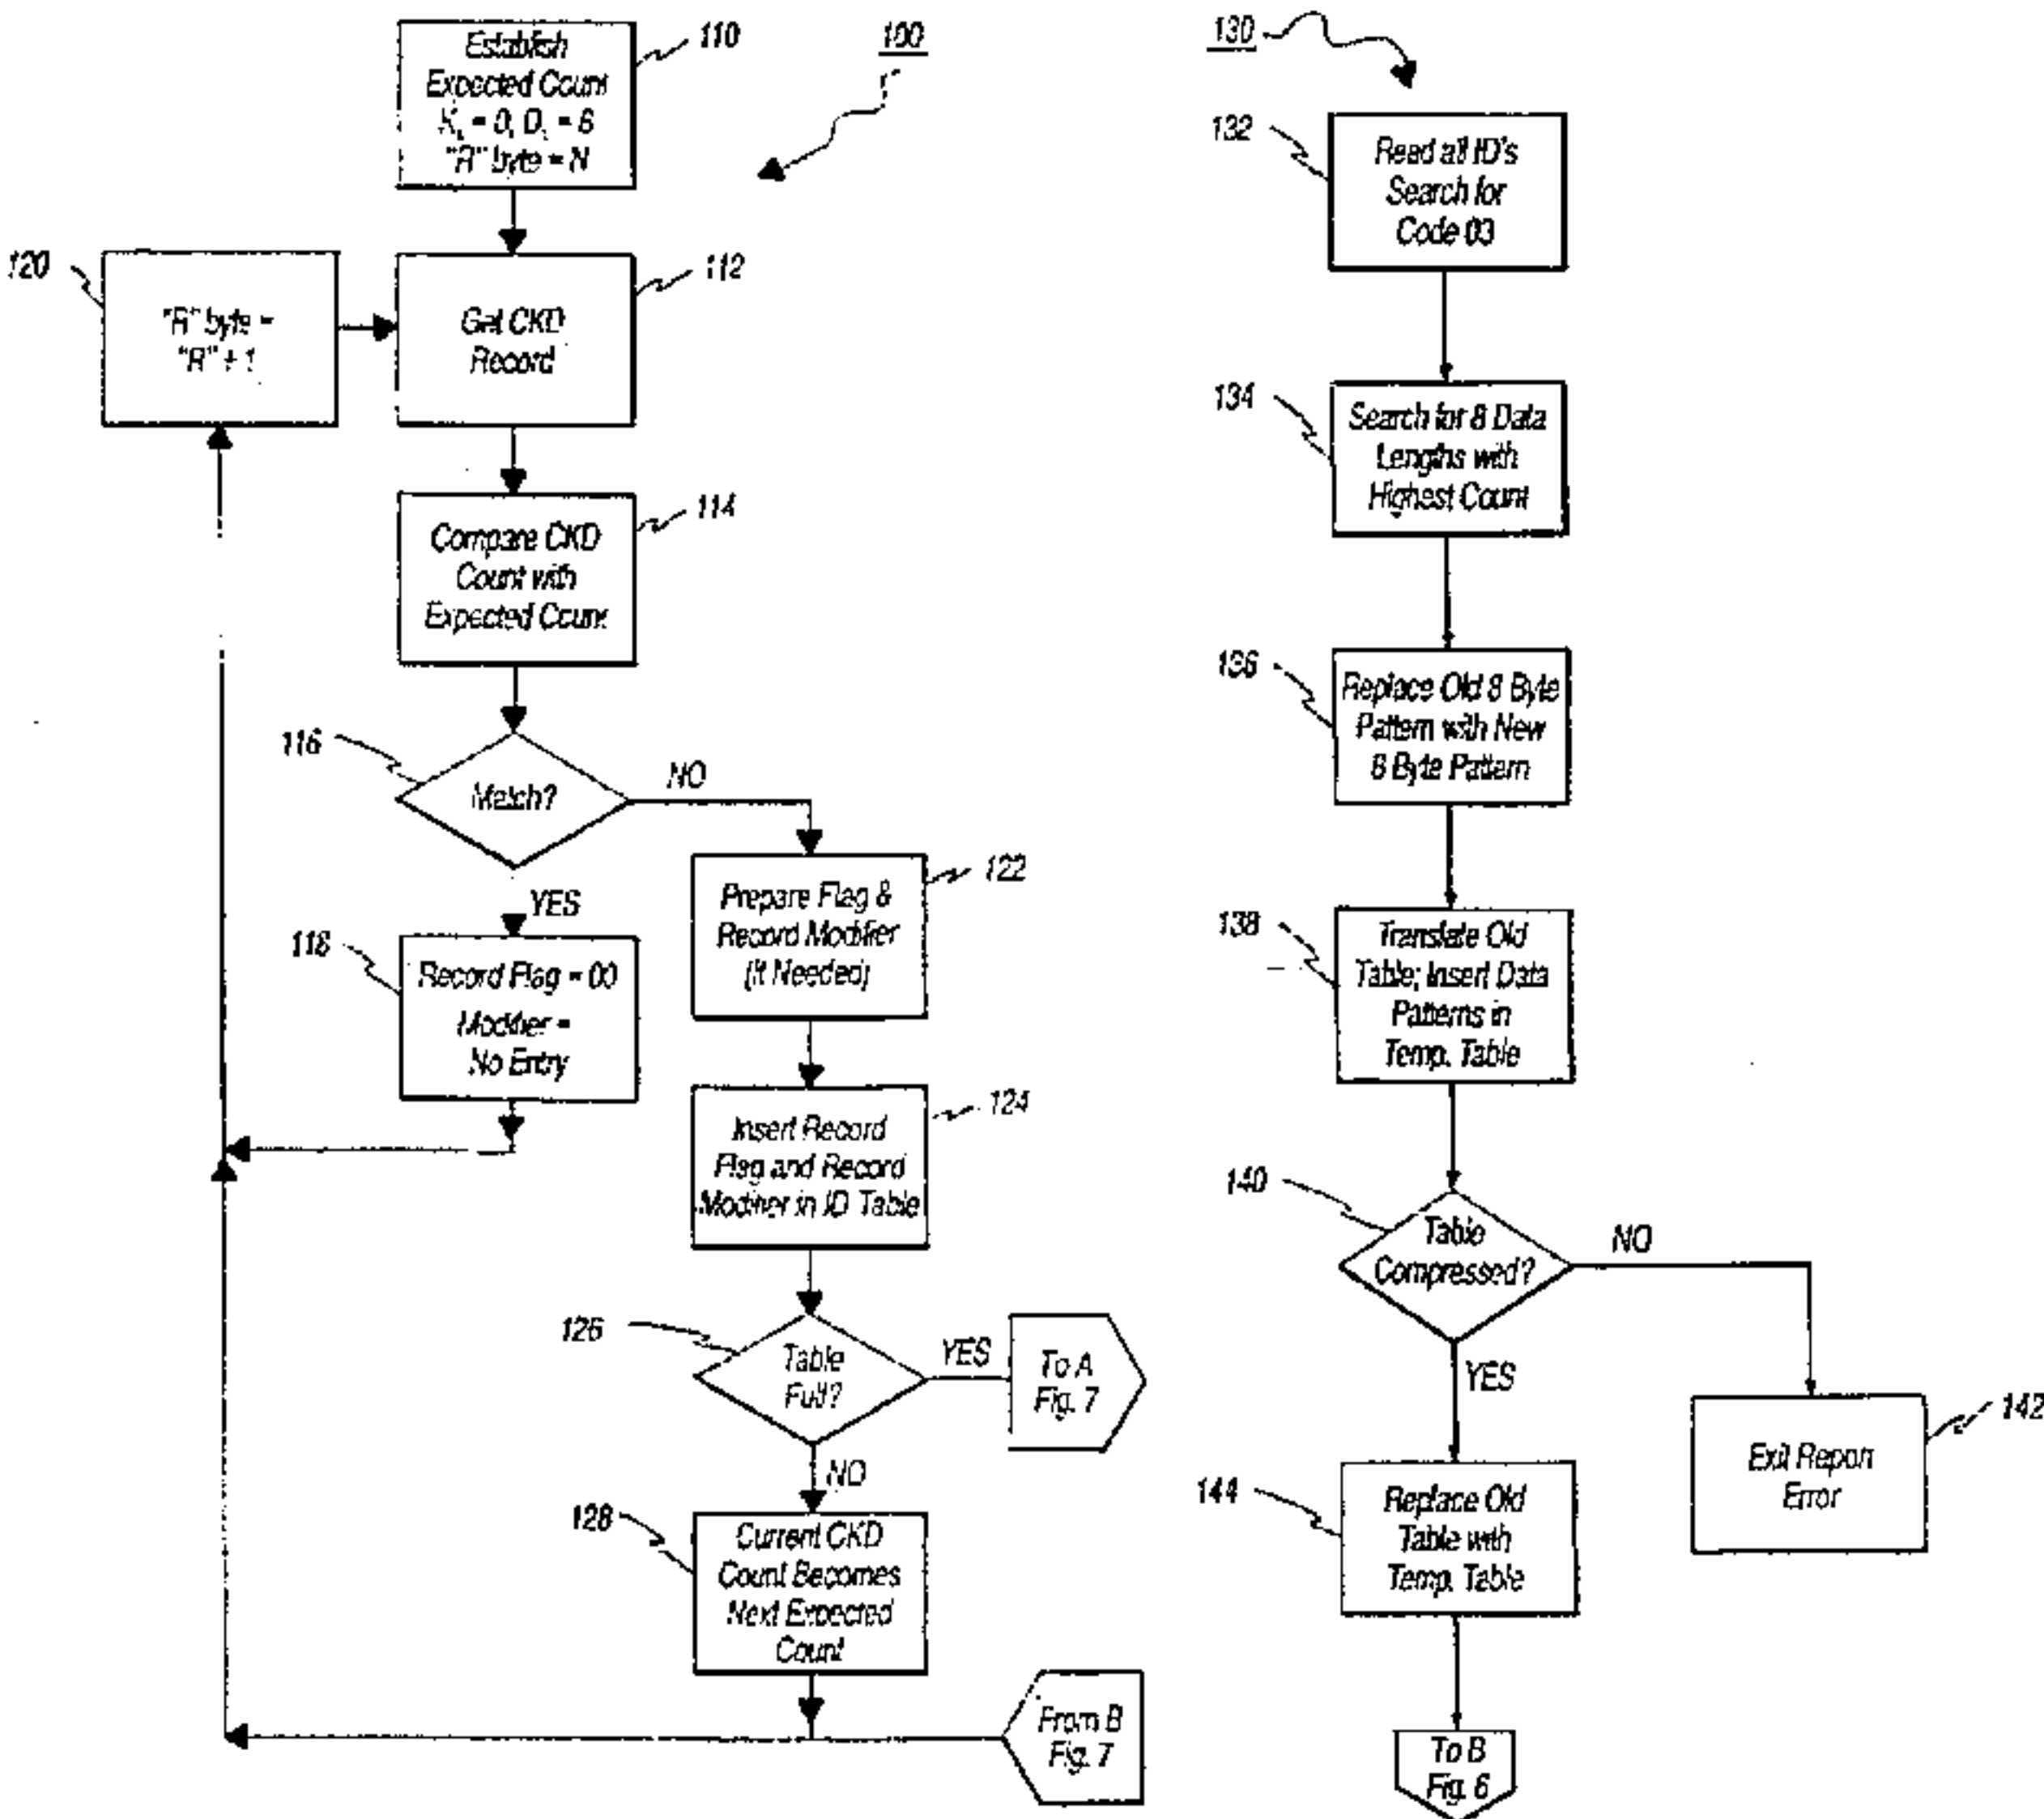 100
110
Establish
Expected Count
K_L = 0, D_L = 8
"R" byte = N
120
"R" byte =
"R" + 1
112
Get CKD
Record
114
Compare CKD
Count with
Expected Count
116
Match?
NO
YES
118
Record Flag = 00
Modifier =
No Entry
122
Prepare Flag &
Record Modifier
(If Needed)
124
Insert Record
Flag and Record
Modifier in ID Table
126
Table
Full?
YES
To A
Fig. 7
NO
128
Current CKD
Count Becomes
Next Expected
Count
From B
Fig. 7
130
132
Read all ID's
Search for
Code 03
134
Search for 8 Data
Lengths with
Highest Count
136
Replace Old 8 Byte
Pattern with New
8 Byte Pattern
138
Translate Old
Table; Insert Data
Patterns in
Temp. Table
140
Table
Compressed?
NO
YES
142
Exit Report
Error
144
Replace Old
Table with
Temp. Table
To B
Fig. 6